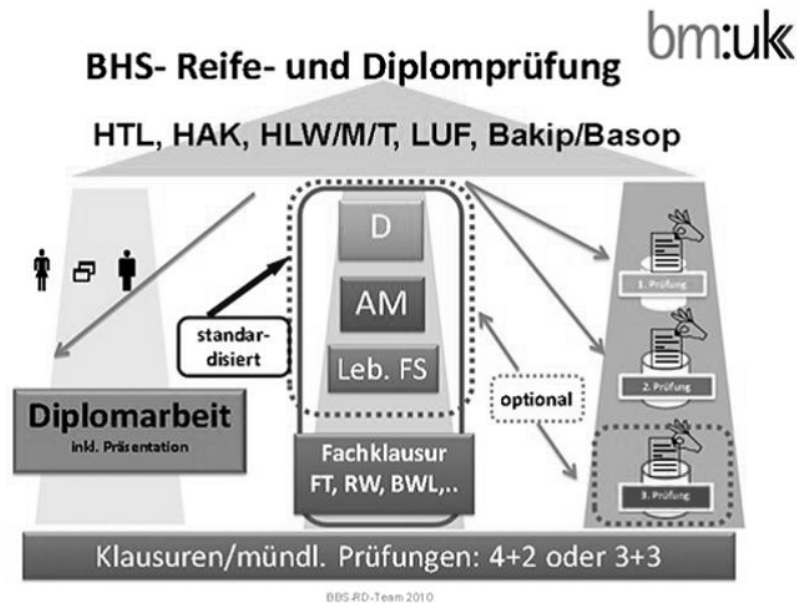 bm:ukk
BHS- Reife- und Diplomprüfung
HTL, HAK, HLW/M/T, LUF, Bakip/Basop
standar-
disiert
Diplomarbeit
inkl. Präsentation
D
AM
Leb. FS
Fachklausur
FT, RW, BWL,..
optional
1. Prüfung
2. Prüfung
3. Prüfung
Klausuren/mündl. Prüfungen: 4+2 oder 3+3
BBS-RD-Team 2010